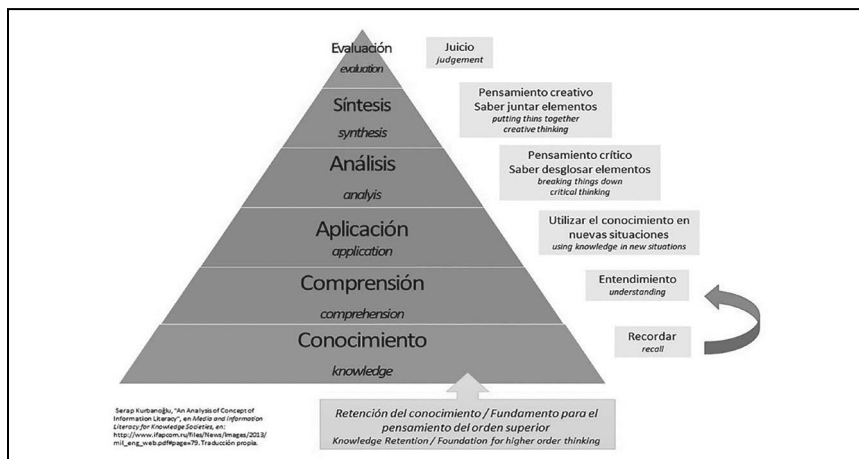 Evaluación
evaluation
Juicio
judgement
Síntesis
synthesis
Pensamiento creativo
Saber juntar elementos
putting thins together
creative thinking
Análisis
analyis
Pensamiento crítico
Saber desglosar elementos
breaking things down
critical thinking
Aplicación
application
Utilizar el conocimiento en
nuevas situaciones
using knowledge in new situations
Comprensión
comprehension
Entendimiento
understanding
Conocimiento
knowledge
Recordar
recall
Serap Kurbanoğlu, "An Analysis of Concept of
Information Literacy", en Media and Information
Literacy for Knowledge Societies, en:
http://www.ifapcom.ru/files/News/Images/2013/
mil_eng_web.pdf#page=79. Traducción propia.
Retención del conocimiento / Fundamento para el
pensamiento del orden superior
Knowledge Retention / Foundation for higher order thinking